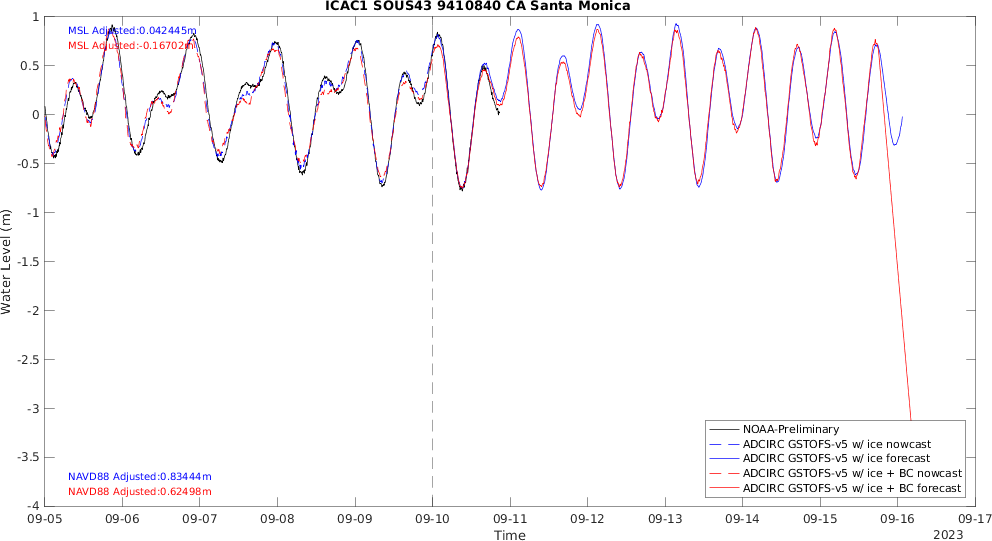 ICAC1 SOUS43 9410840 CA Santa Monica
MSL Adjusted:0.042445m
MSL Adjusted:-0.16702m
1
0.5
0
-0.5
-1
-1.5
-2
-2.5
-3
-3.5
-4
Water Level (m)
NAVD88 Adjusted:0.83444m
NAVD88 Adjusted:0.62498m
NOAA-Preliminary
ADCIRC GSTOFS-v5 w/ ice nowcast
ADCIRC GSTOFS-v5 w/ ice forecast
ADCIRC GSTOFS-v5 w/ ice + BC nowcast
ADCIRC GSTOFS-v5 w/ ice + BC forecast
09-05 09-06 09-07 09-08 09-09 09-10 09-11 09-12 09-13 09-14 09-15 09-16 09-17
Time
2023